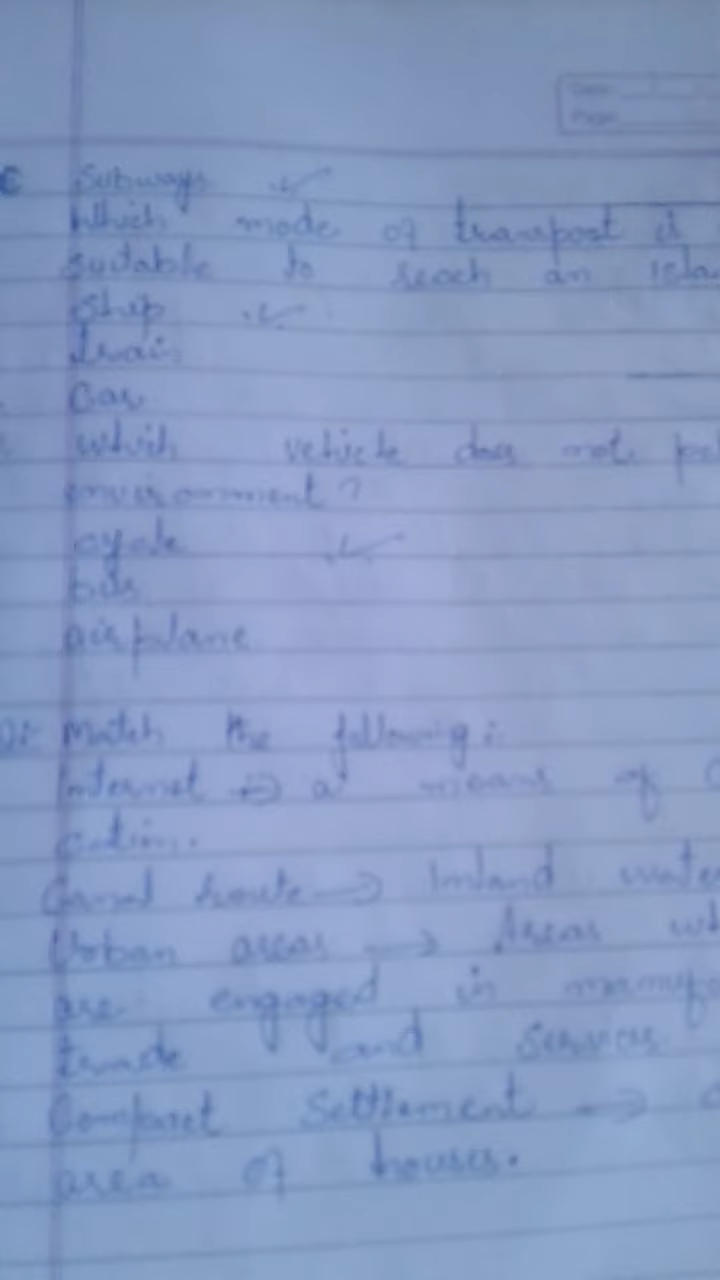 c Subways
Which mode of transpost is
suitable to reach an
Ship
train
Car
which vehicle does not
environment?
cycle
bus
airplane
Match the following:
Internet → a means of
cation.
Canal route → Inland
Urban areas → Areas
are engaged in
trade and services
Compact Settlement →
area of houses.